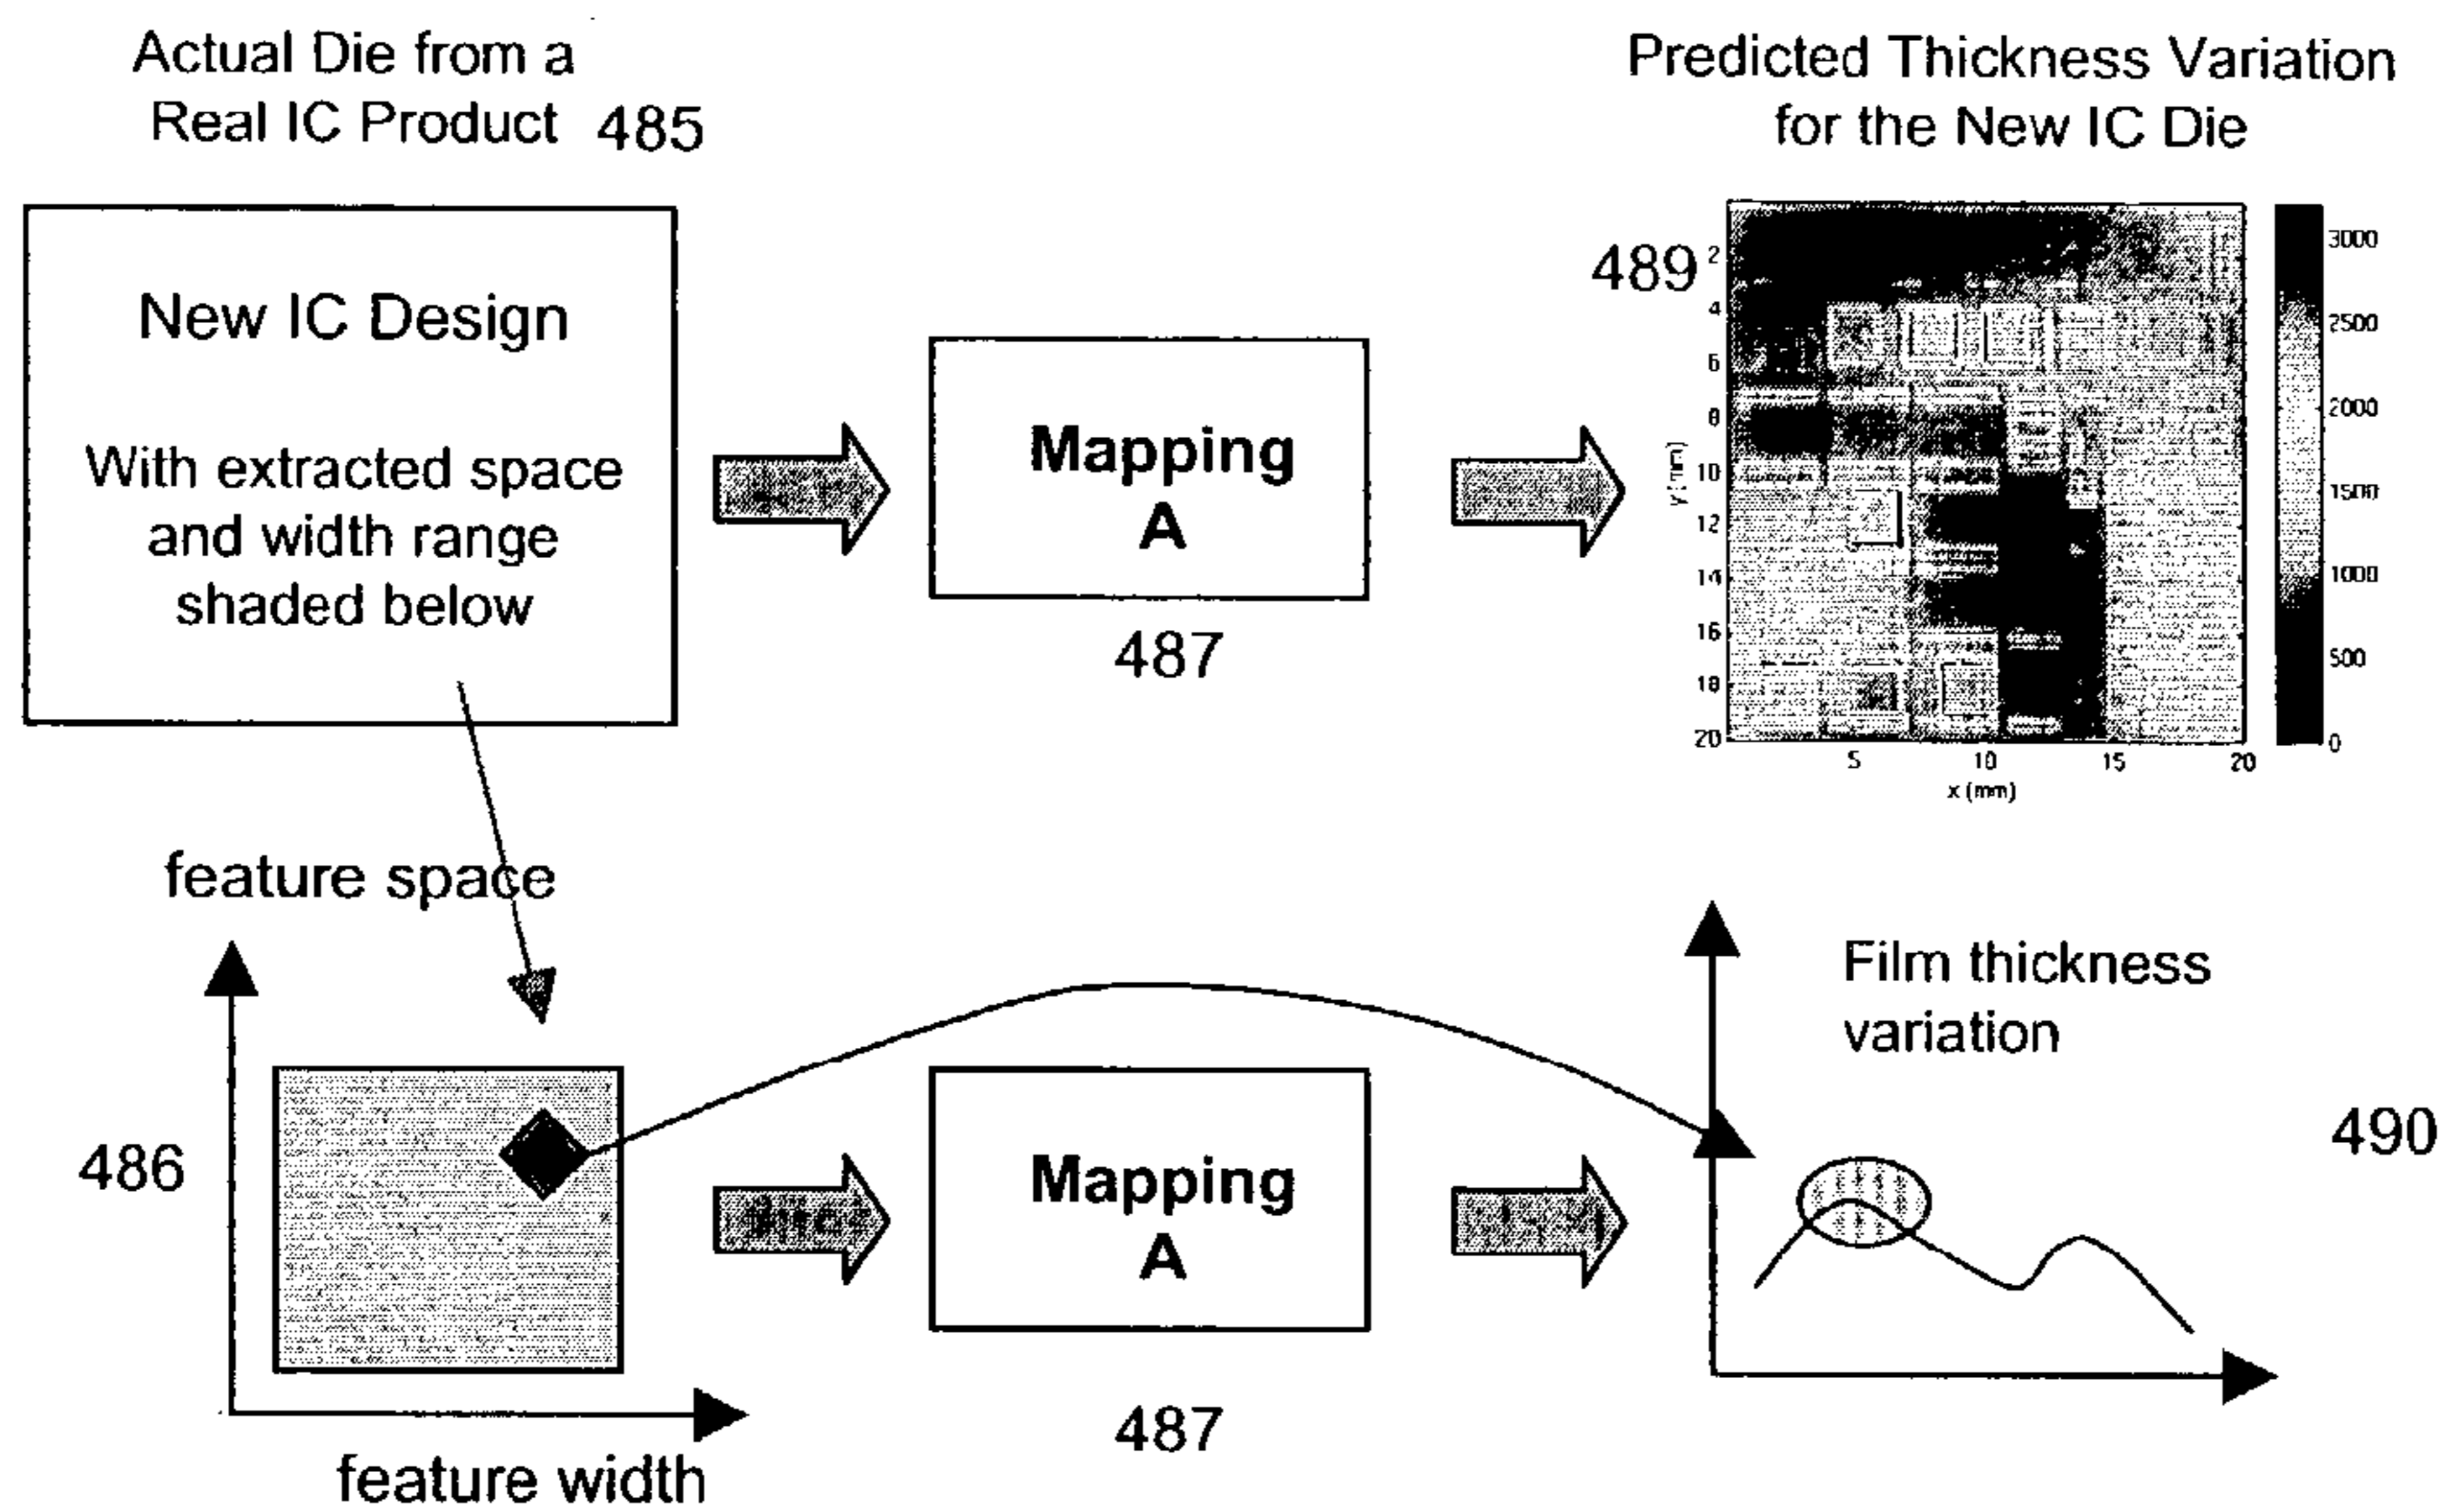 Actual Die from a
Real IC Product 485
Predicted Thickness Variation
for the New IC Die
New IC Design
With extracted space
and width range
shaded below
Mapping
A
487
489
2
4
6
8
10
12
14
16
18
20
y (mm)
5
10
15
20
x (mm)
3000
2500
2000
1500
1000
500
0
feature space
486
feature width
Mapping
A
487
Film thickness
variation
490